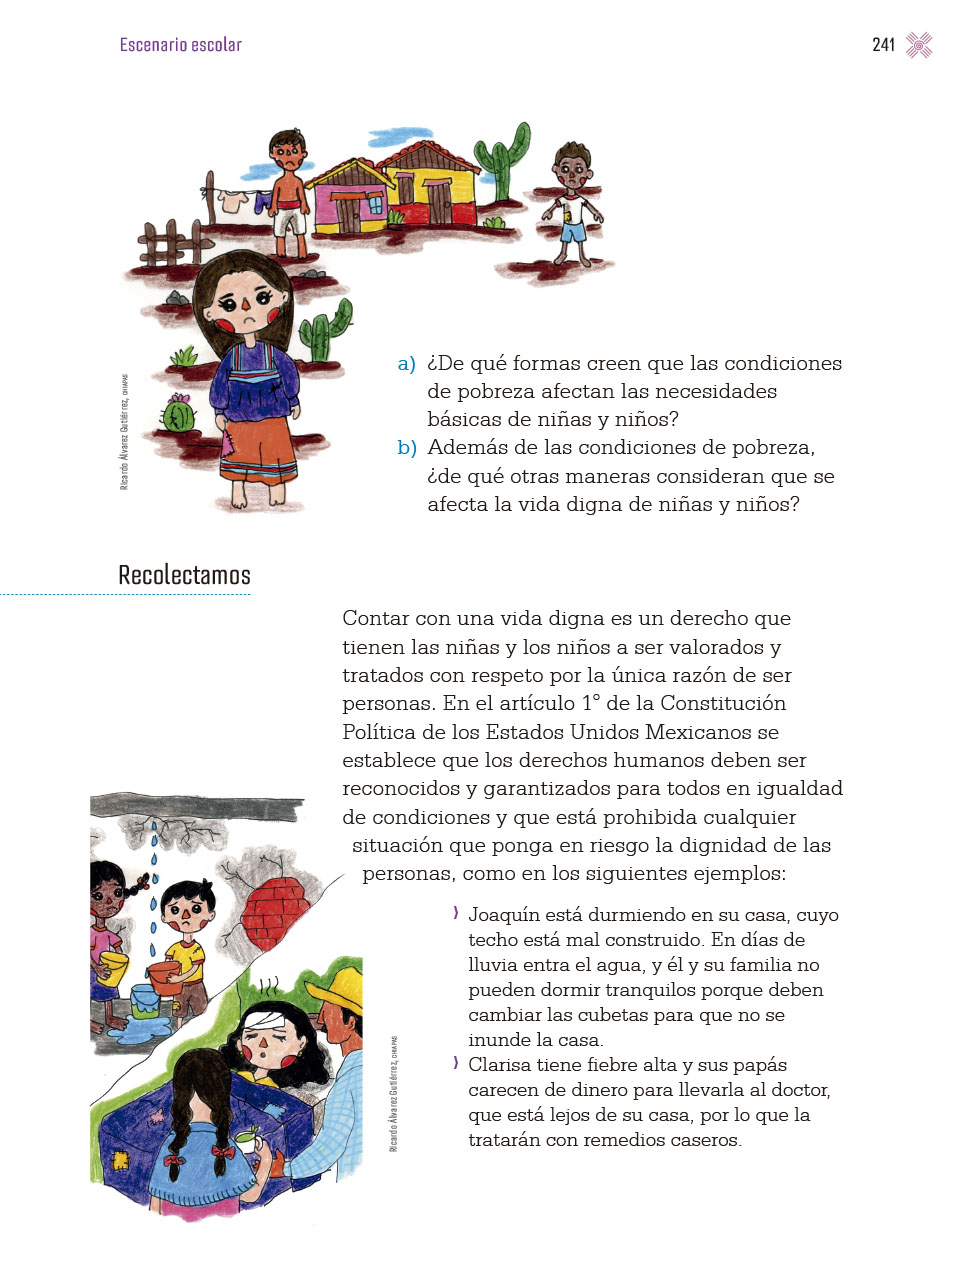 Escenario escolar
241
Ricardo Álvarez Gutiérrez, CHIAPAS
a) ¿De qué formas creen que las condiciones
de pobreza afectan las necesidades
básicas de niñas y niños?
b) Además de las condiciones de pobreza,
¿de qué otras maneras consideran que se
afecta la vida digna de niñas y niños?
Recolectamos
Contar con una vida digna es un derecho que
tienen las niñas y los niños a ser valorados y
tratados con respeto por la única razón de ser
personas. En el artículo 1° de la Constitución
Política de los Estados Unidos Mexicanos se
establece que los derechos humanos deben ser
reconocidos y garantizados para todos en igualdad
de condiciones y que está prohibida cualquier
situación que ponga en riesgo la dignidad de las
personas, como en los siguientes ejemplos:
⟩ Joaquín está durmiendo en su casa, cuyo
techo está mal construido. En días de
lluvia entra el agua, y él y su familia no
pueden dormir tranquilos porque deben
cambiar las cubetas para que no se
inunde la casa.
⟩ Clarisa tiene fiebre alta y sus papás
carecen de dinero para llevarla al doctor,
que está lejos de su casa, por lo que la
tratarán con remedios caseros.
Ricardo Álvarez Gutiérrez, CHIAPAS